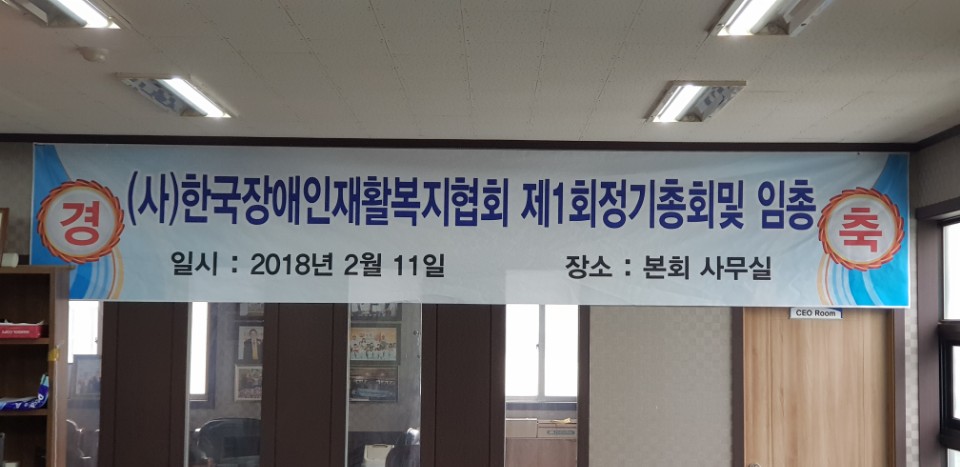 경
(사)한국장애인재활복지협회 제1회정기총회및 임총
축
일시 : 2018년 2월 11일
장소 : 본회 사무실
CEO Room